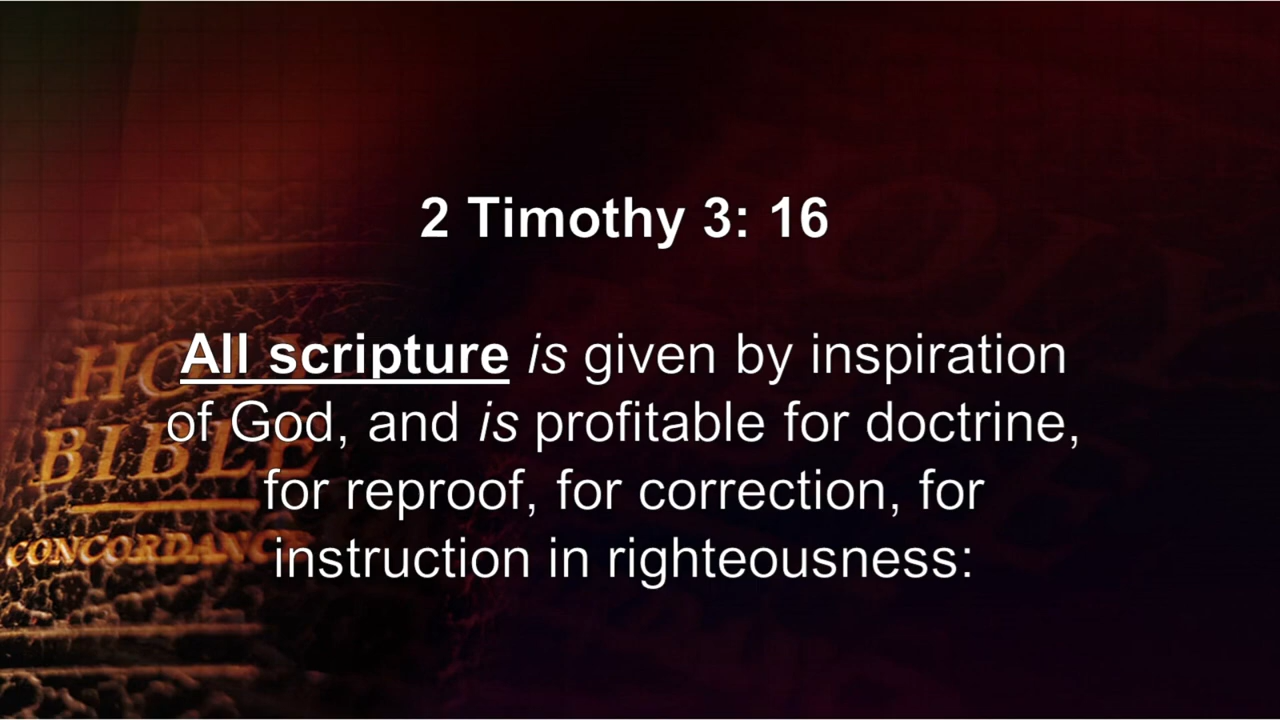 2 Timothy 3: 16
All scripture is given by inspiration
of God, and is profitable for doctrine,
for reproof, for correction, for
instruction in righteousness:
HOLY
BIBLE
CONCORDANCE